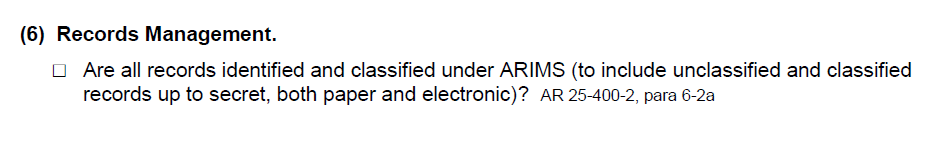 (6) Records Management.
□ Are all records identified and classified under ARIMS (to include unclassified and classified
records up to secret, both paper and electronic)? AR 25-400-2, para 6-2a